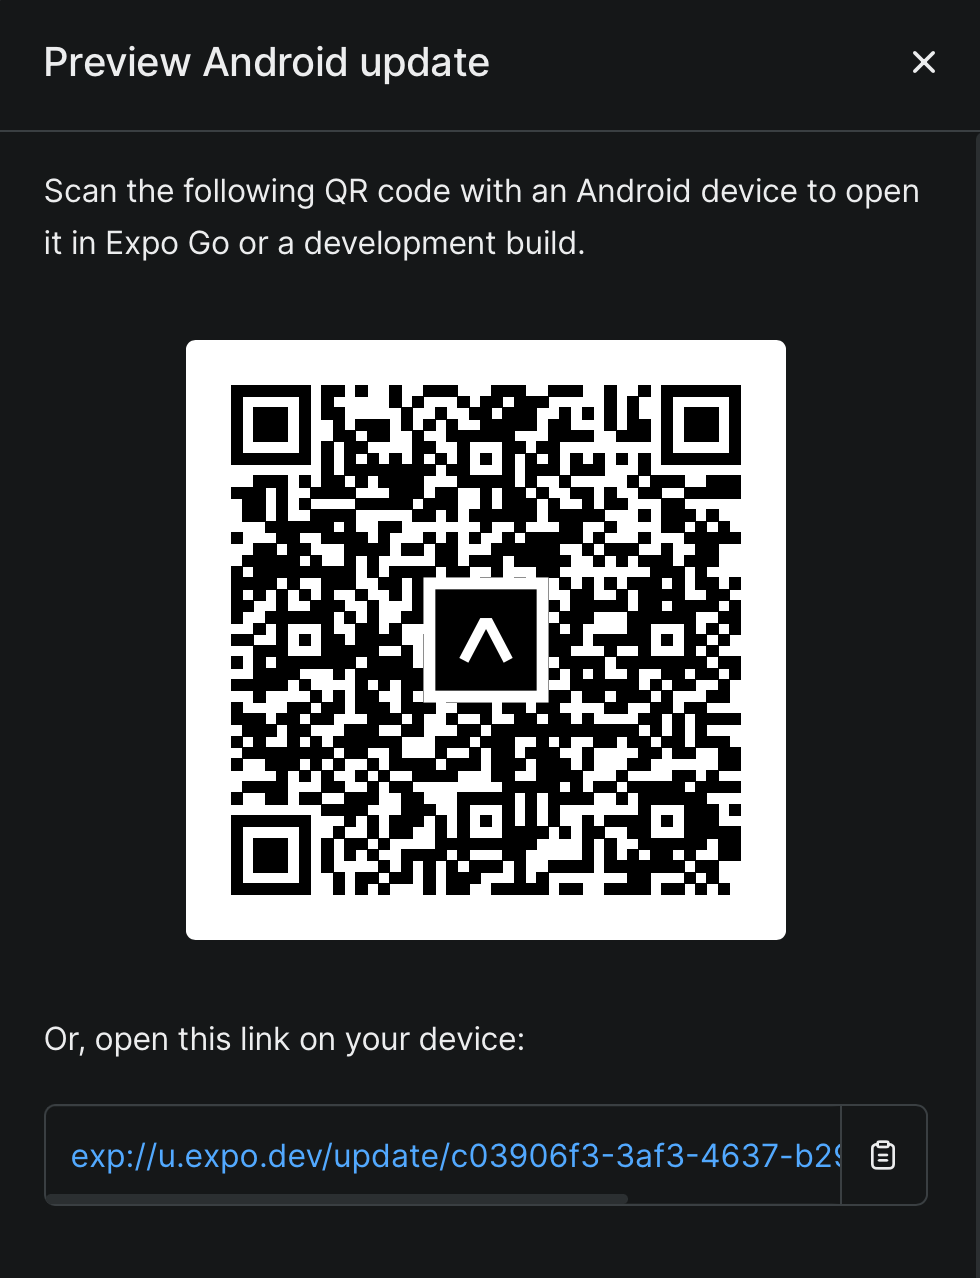 Preview Android update
Scan the following QR code with an Android device to open
it in Expo Go or a development build.
Or, open this link on your device:
exp://u.expo.dev/update/c03906f3-3af3-4637-b29